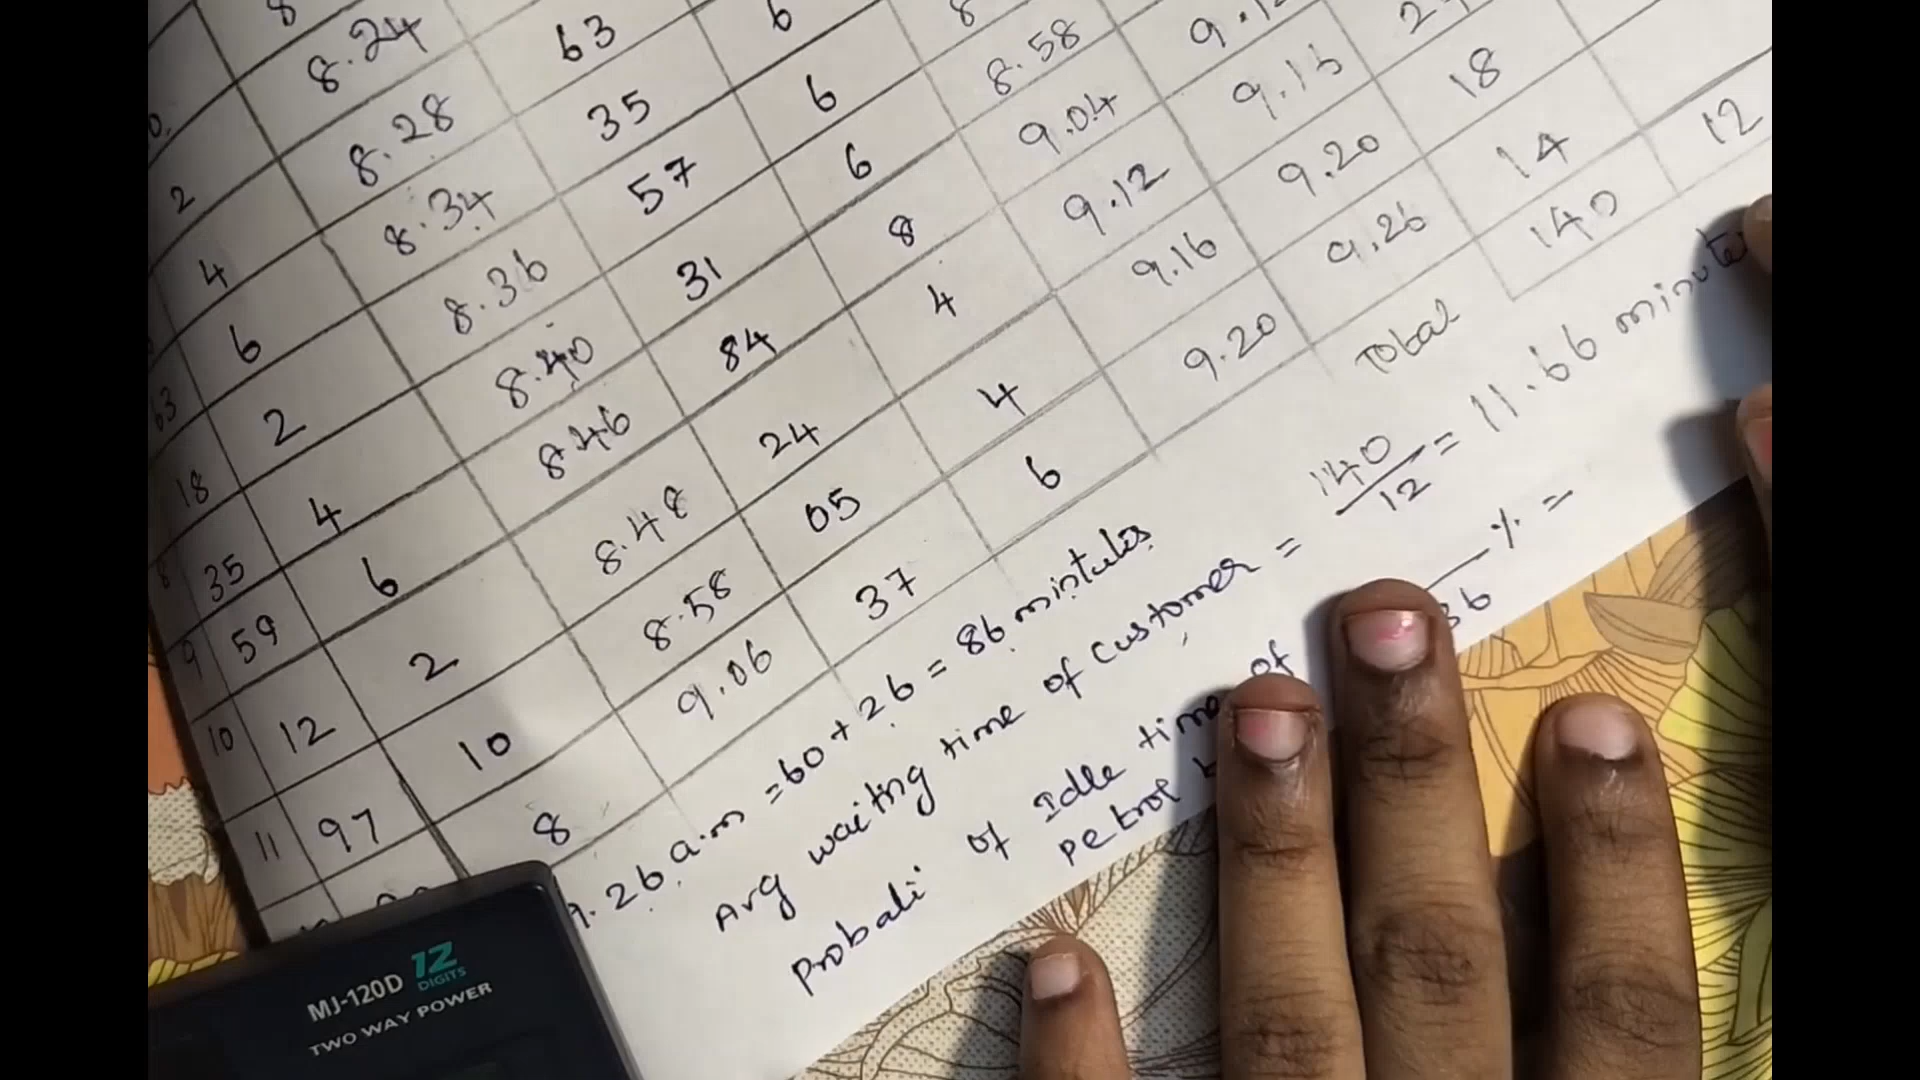 8
2 8.24
4 8.28 63
63 6 8.34 35 6
18 2 8.36 57 6 8
8 35 4 8.40 31 6 8.58
9 59 6 8.46 84 8 9.04
10 12 2 8.48 24 4 9.12 9.16
11 97 10 8.58 05 4 9.16 9.20 18
8 9.06 37 6 9.20 9.26 14
Total 140 12
9.26 a.m = 60 + 26 = 86 mintutes
Avg waiting time of customer = 140/12 = 11.66 minutes
Probali of Idle time of % =
petrol
MJ-120D 12 DIGITS
TWO WAY POWER